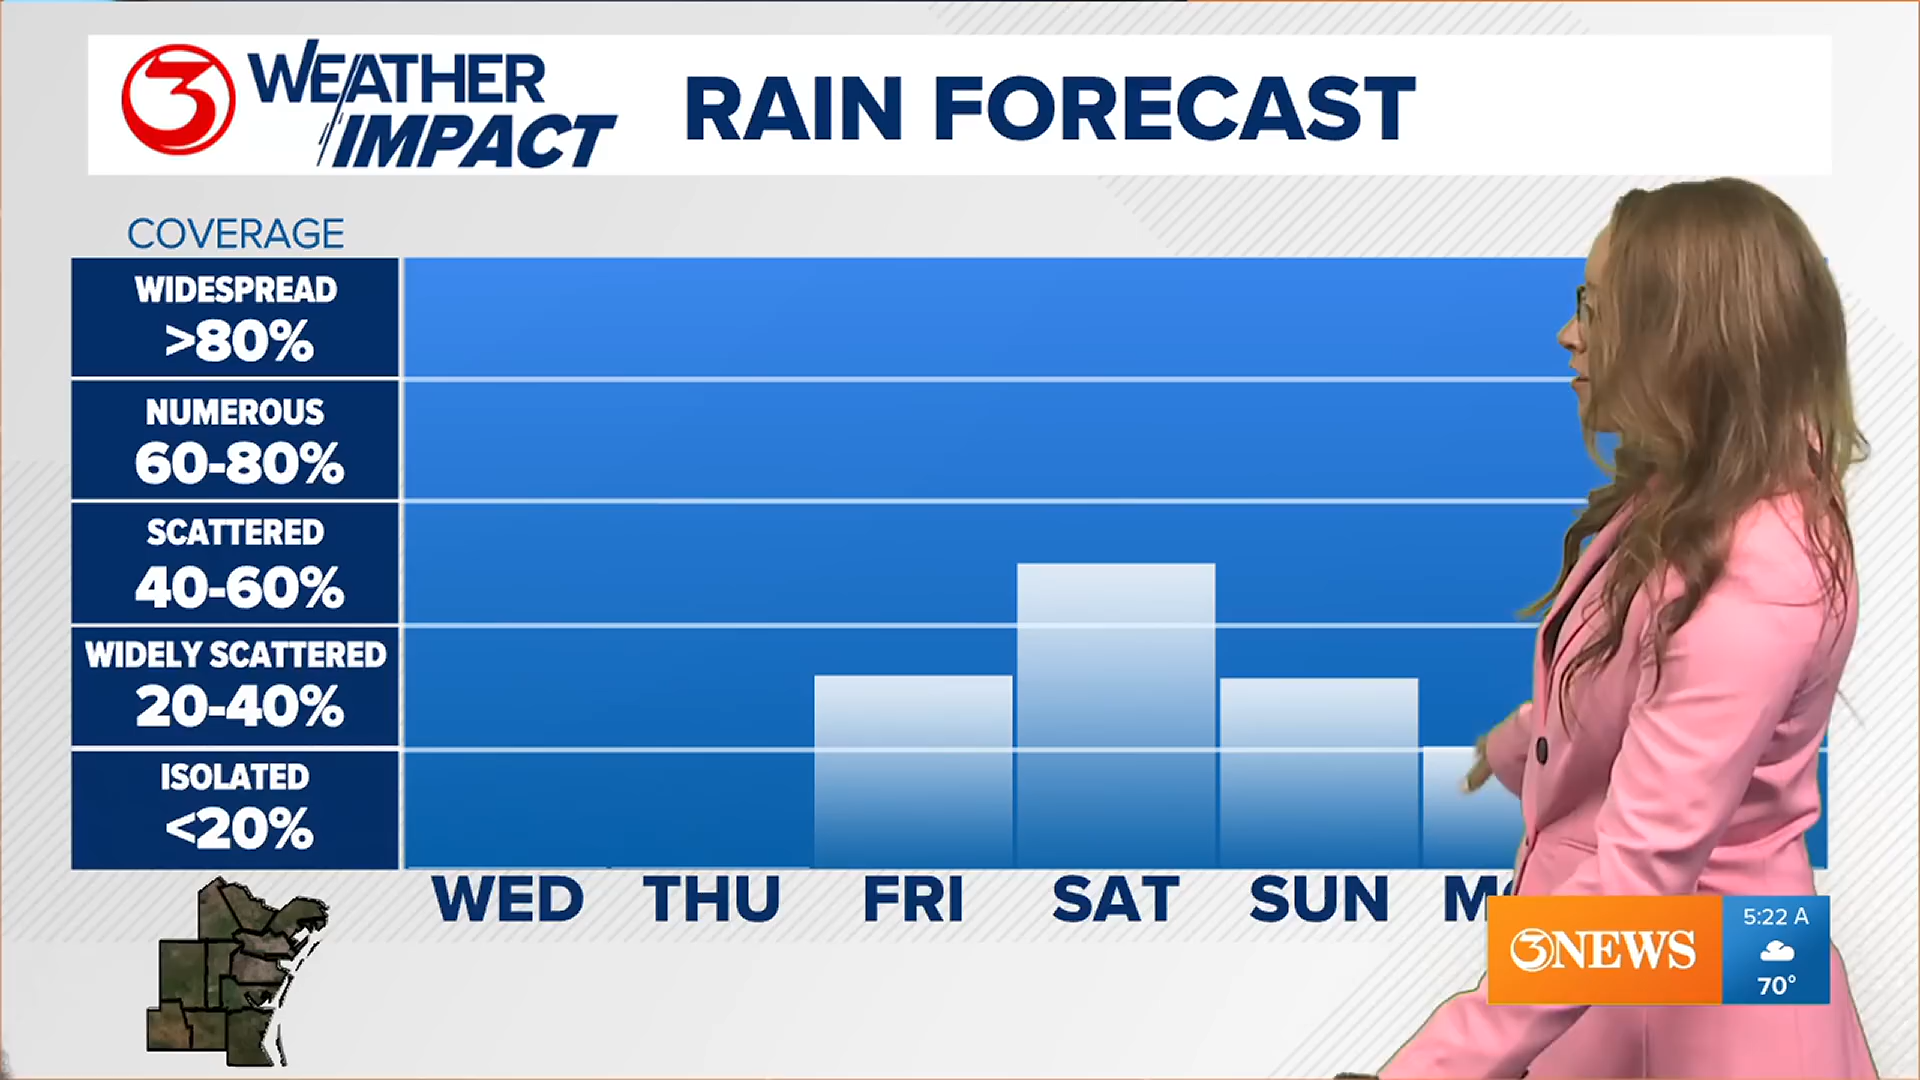 3 WEATHER
IMPACT
RAIN FORECAST
COVERAGE
WIDESPREAD
>80%
NUMEROUS
60-80%
SCATTERED
40-60%
WIDELY SCATTERED
20-40%
ISOLATED
<20%
WED THU FRI SAT SUN
3NEWS
5:22 A
70°